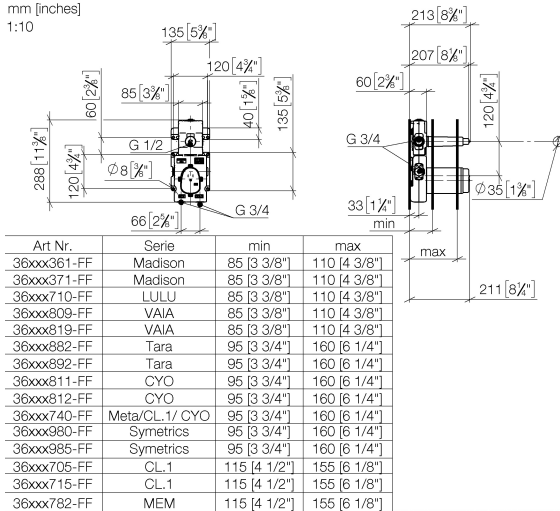 mm [inches]
1:10
135 [5⅜"]
120 [4¾"]
60 [2⅜"]
85 [3⅜"]
40 [1⅝"]
135 [5⅜"]
G 1/2
288 [11⅜"]
120 [4¾"]
Ø8 [⅜"]
G 3/4
66 [2⅝"]
213 [8⅜"]
207 [8⅛"]
60 [2⅜"]
120 [4¾"]
G 3/4
Ø35 [1⅜"]
33 [1¼"]
min
max
211 [8¼"]
Art Nr. Serie min max
36xxx361-FF Madison 85 [3 3/8"] 110 [4 3/8"]
36xxx371-FF Madison 85 [3 3/8"] 110 [4 3/8"]
36xxx710-FF LULU 85 [3 3/8"] 110 [4 3/8"]
36xxx809-FF VAIA 85 [3 3/8"] 110 [4 3/8"]
36xxx819-FF VAIA 85 [3 3/8"] 110 [4 3/8"]
36xxx882-FF Tara 95 [3 3/4"] 160 [6 1/4"]
36xxx892-FF Tara 95 [3 3/4"] 160 [6 1/4"]
36xxx811-FF CYO 95 [3 3/4"] 160 [6 1/4"]
36xxx812-FF CYO 95 [3 3/4"] 160 [6 1/4"]
36xxx740-FF Meta/CL.1/ CYO 95 [3 3/4"] 160 [6 1/4"]
36xxx980-FF Symetrics 95 [3 3/4"] 160 [6 1/4"]
36xxx985-FF Symetrics 95 [3 3/4"] 160 [6 1/4"]
36xxx705-FF CL.1 115 [4 1/2"] 155 [6 1/8"]
36xxx715-FF CL.1 115 [4 1/2"] 155 [6 1/8"]
36xxx782-FF MEM 115 [4 1/2"] 155 [6 1/8"]